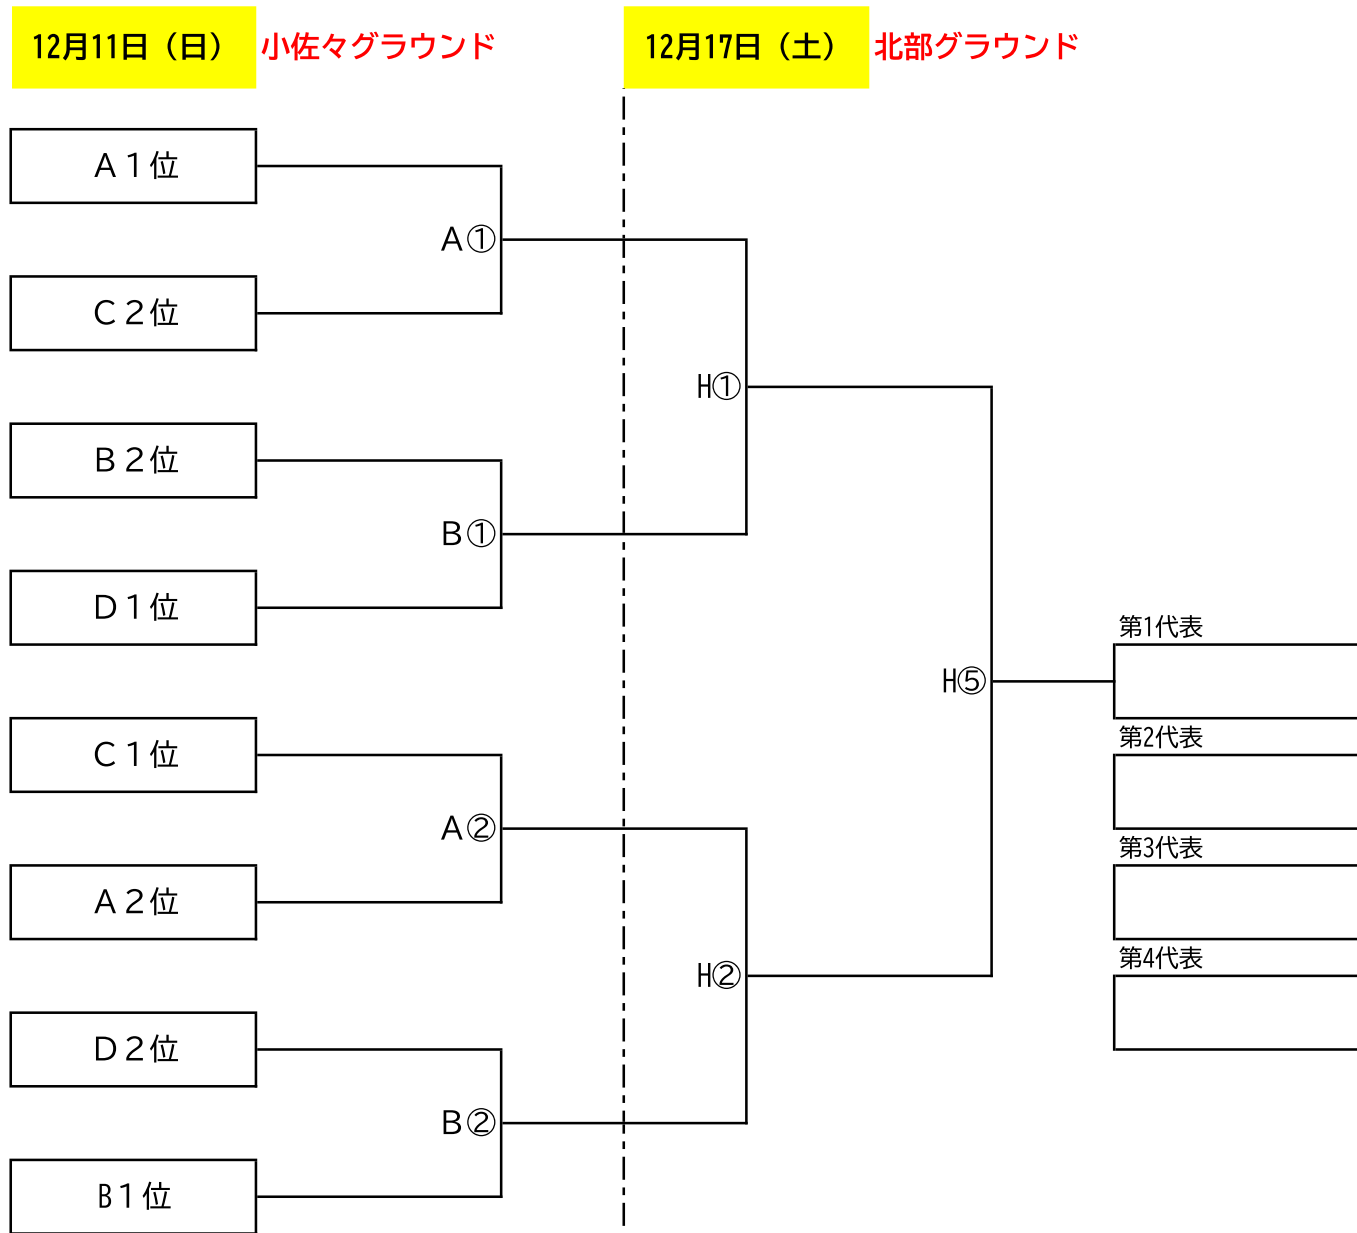 12月11日（日） 小佐々グラウンド
12月17日（土） 北部グラウンド
Ａ１位
Ａ①
Ｃ２位
H①
Ｂ２位
Ｂ①
Ｄ１位
第1代表
H⑤
Ｃ１位
第2代表
Ａ②
第3代表
Ａ２位
第4代表
H②
Ｄ２位
Ｂ②
B１位